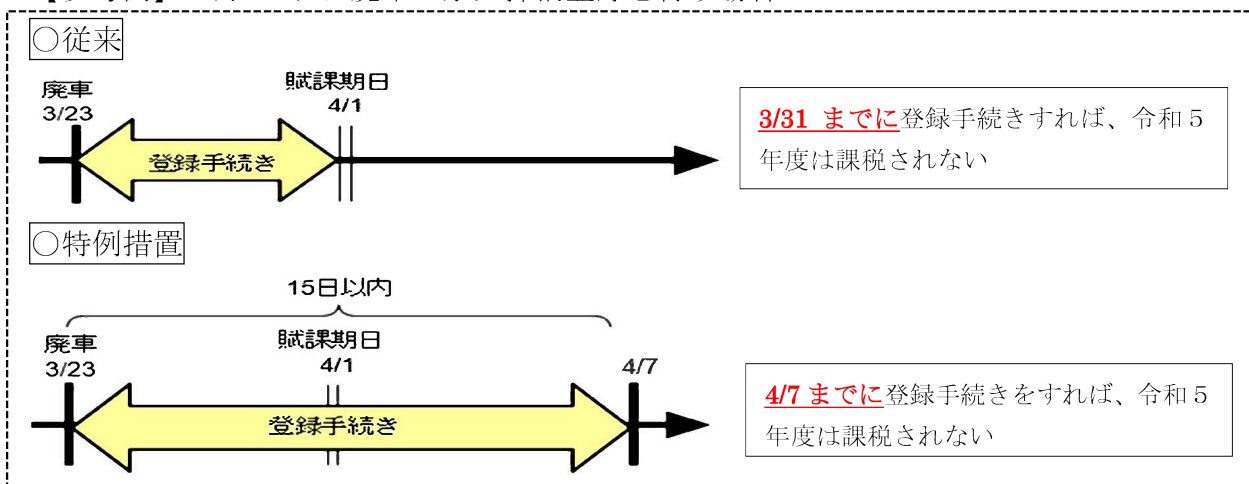 ○従来
廃車
3/23
賦課期日
4/1
登録手続き
3/31 までに登録手続きすれば、令和５
年度は課税されない
○特例措置
15日以内
廃車
3/23
賦課期日
4/1
4/7
登録手続き
4/7 までに登録手続きをすれば、令和５
年度は課税されない